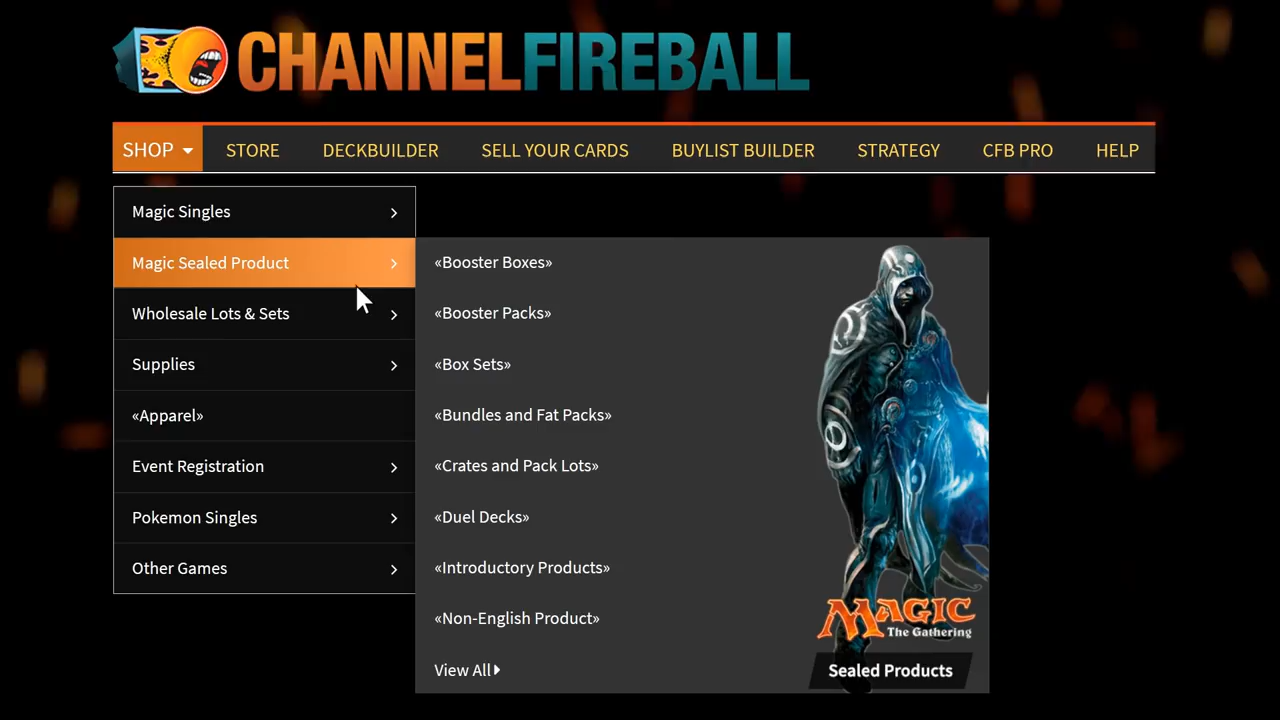 CHANNELFIREBALL
SHOP STORE DECKBUILDER SELL YOUR CARDS BUYLIST BUILDER STRATEGY CFB PRO HELP
Magic Singles
Magic Sealed Product
Wholesale Lots & Sets
Supplies
«Apparel»
Event Registration
Pokemon Singles
Other Games
«Booster Boxes»
«Booster Packs»
«Box Sets»
«Bundles and Fat Packs»
«Crates and Pack Lots»
«Duel Decks»
«Introductory Products»
«Non-English Product»
View All
MAGIC
The Gathering
Sealed Products